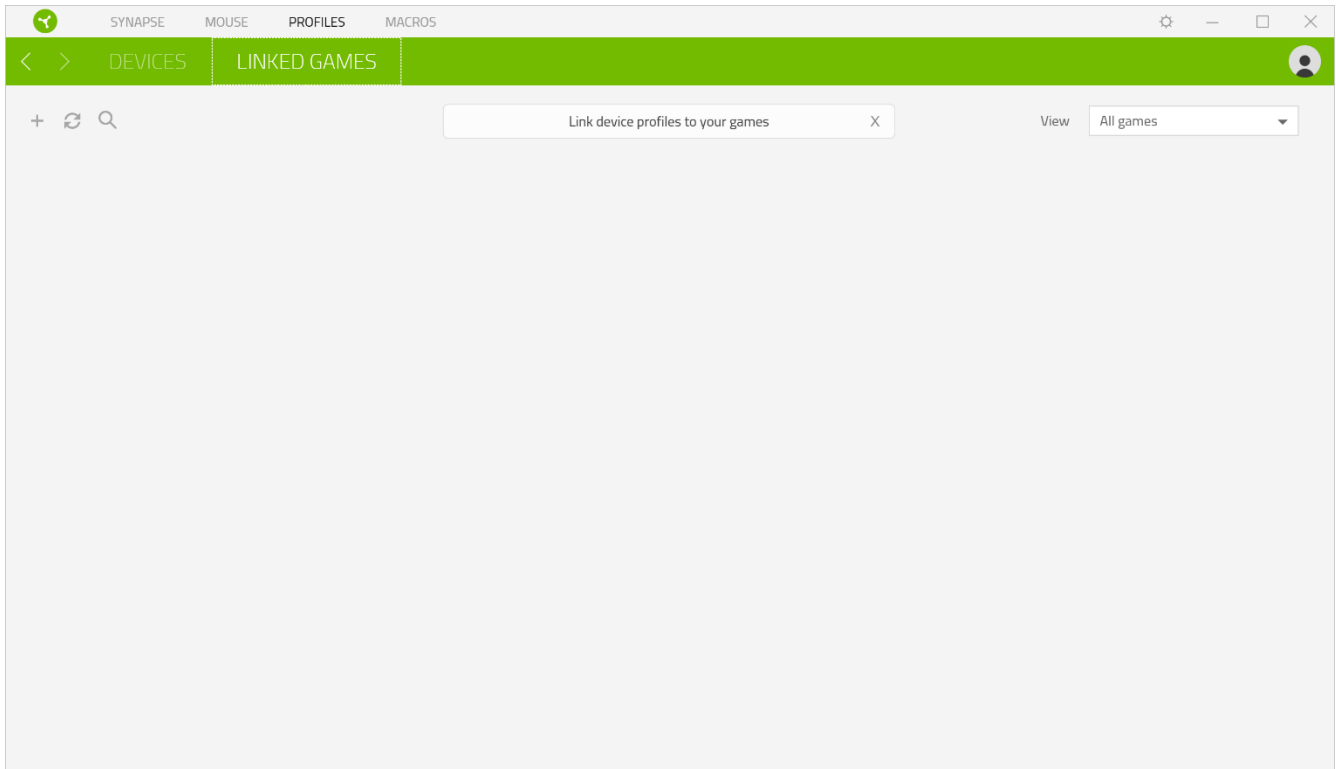 SYNAPSE MOUSE PROFILES MACROS
DEVICES LINKED GAMES
Link device profiles to your games X View All games